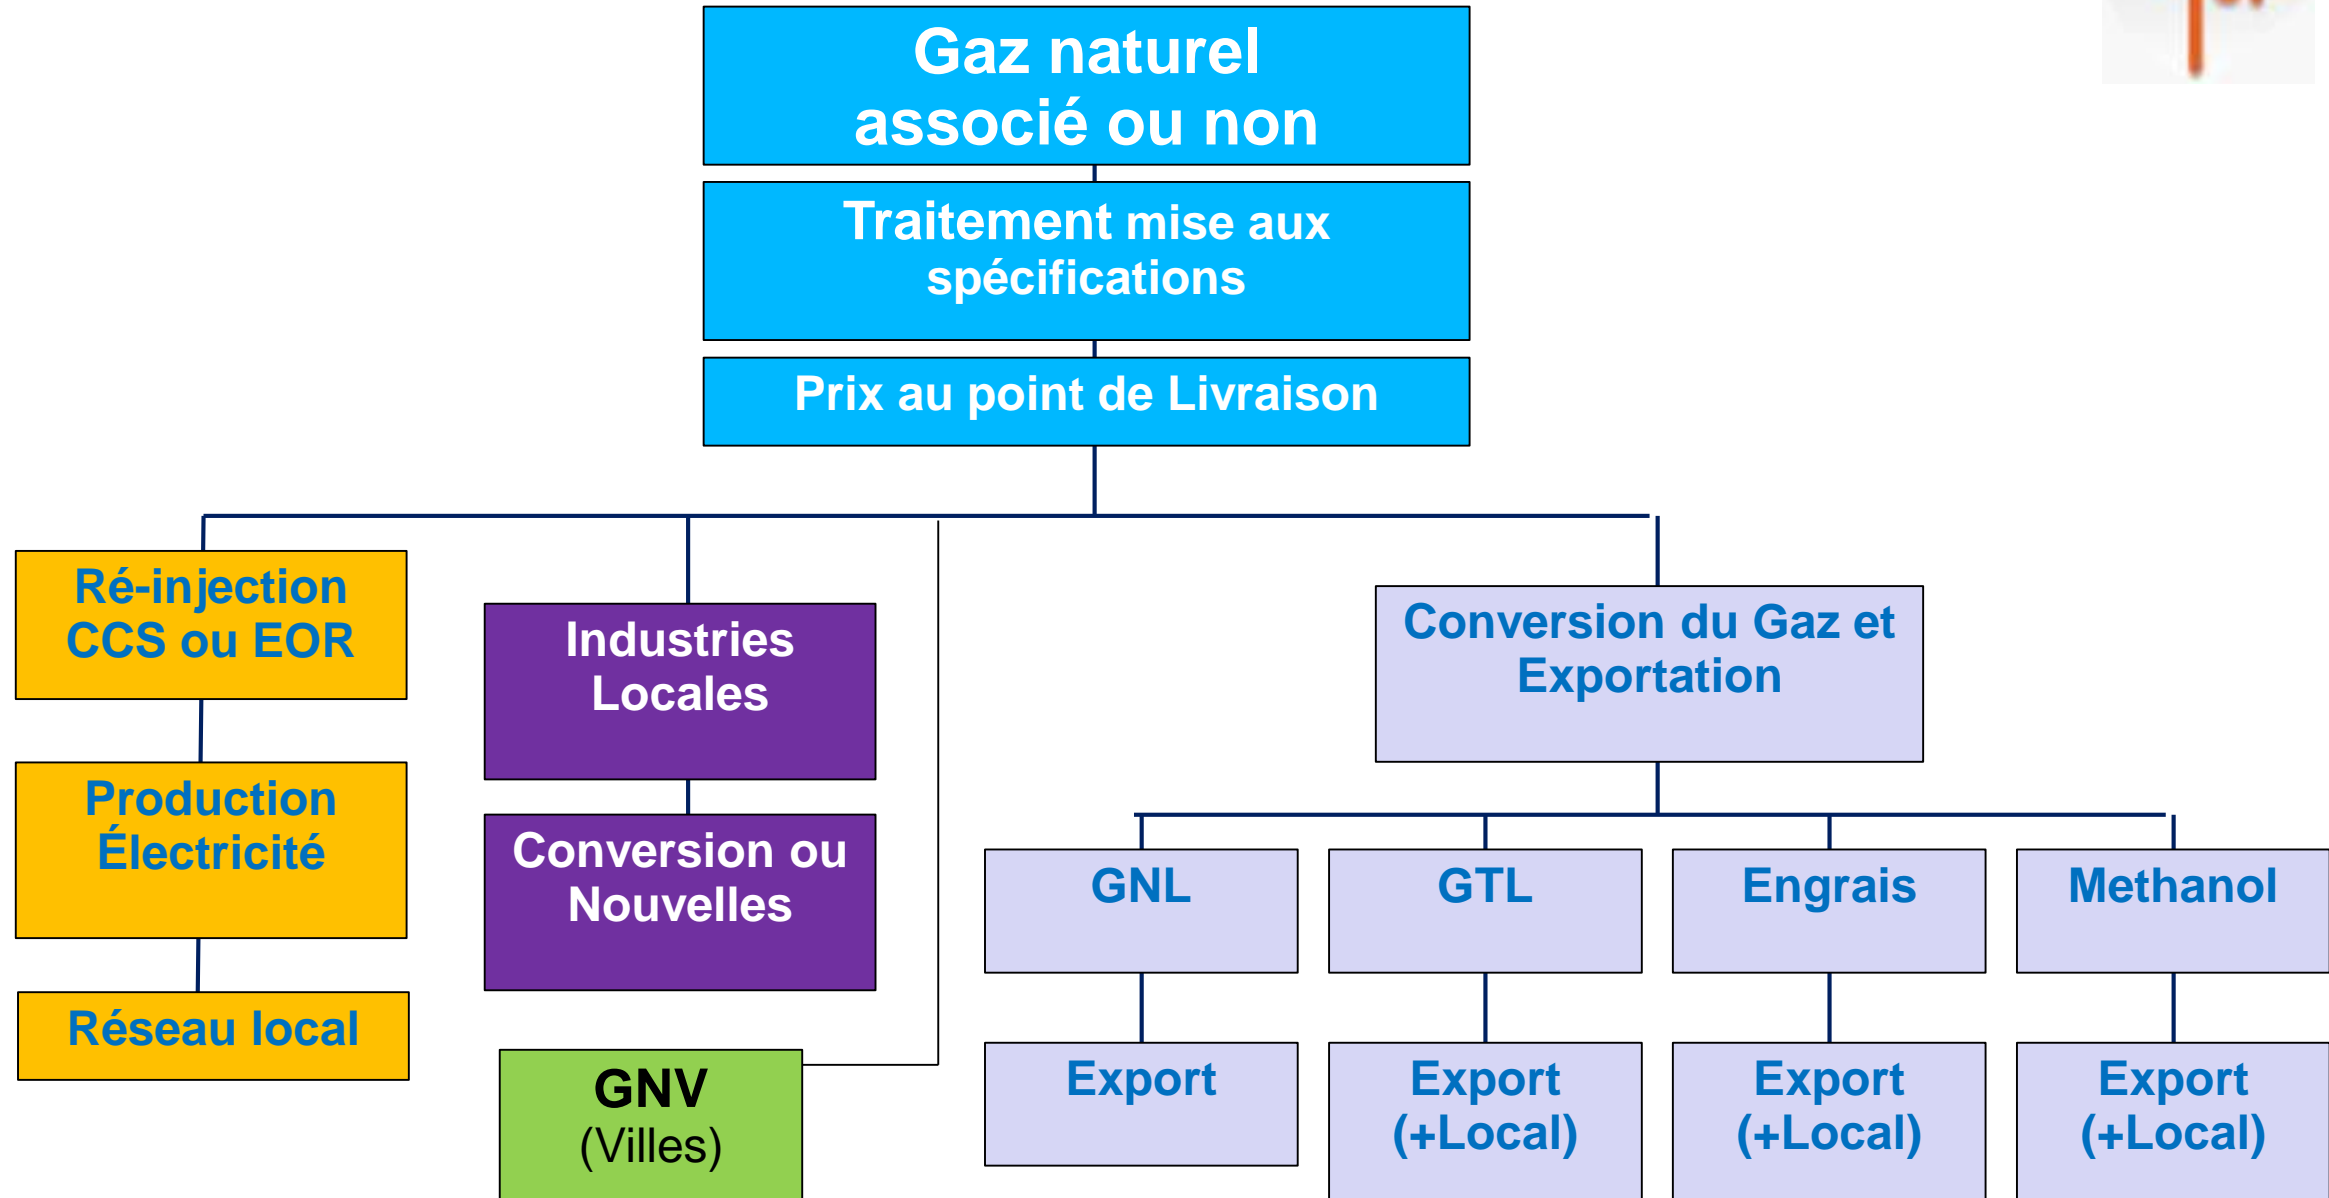 Gaz naturel
associé ou non
Traitement mise aux
spécifications
Prix au point de Livraison
Ré-injection
CCS ou EOR
Production
Électricité
Réseau local
Industries
Locales
Conversion ou
Nouvelles
GNV
(Villes)
Conversion du Gaz et
Exportation
GNL
GTL
Engrais
Methanol
Export
Export
(+Local)
Export
(+Local)
Export
(+Local)